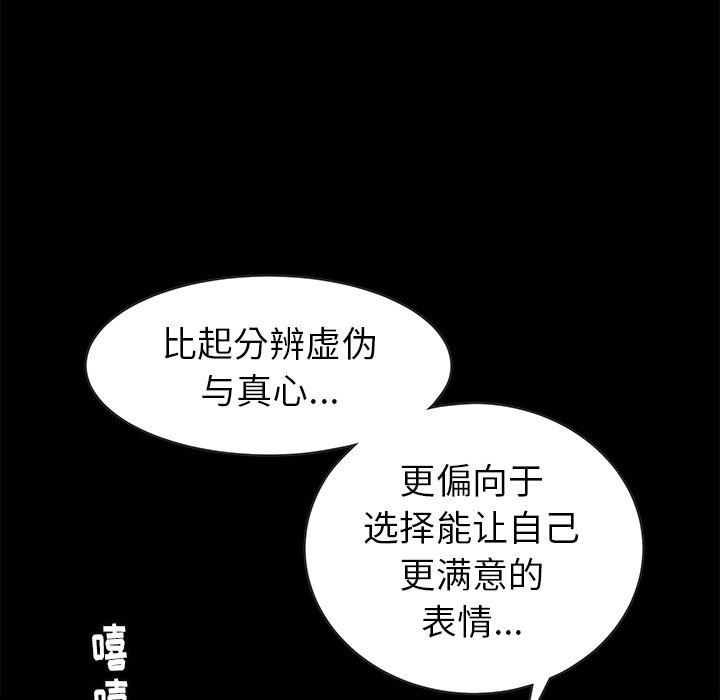 比起分辨虚伪
与真心...
更偏向于
选择能让自己
更满意的
表情...
嘻
嘻